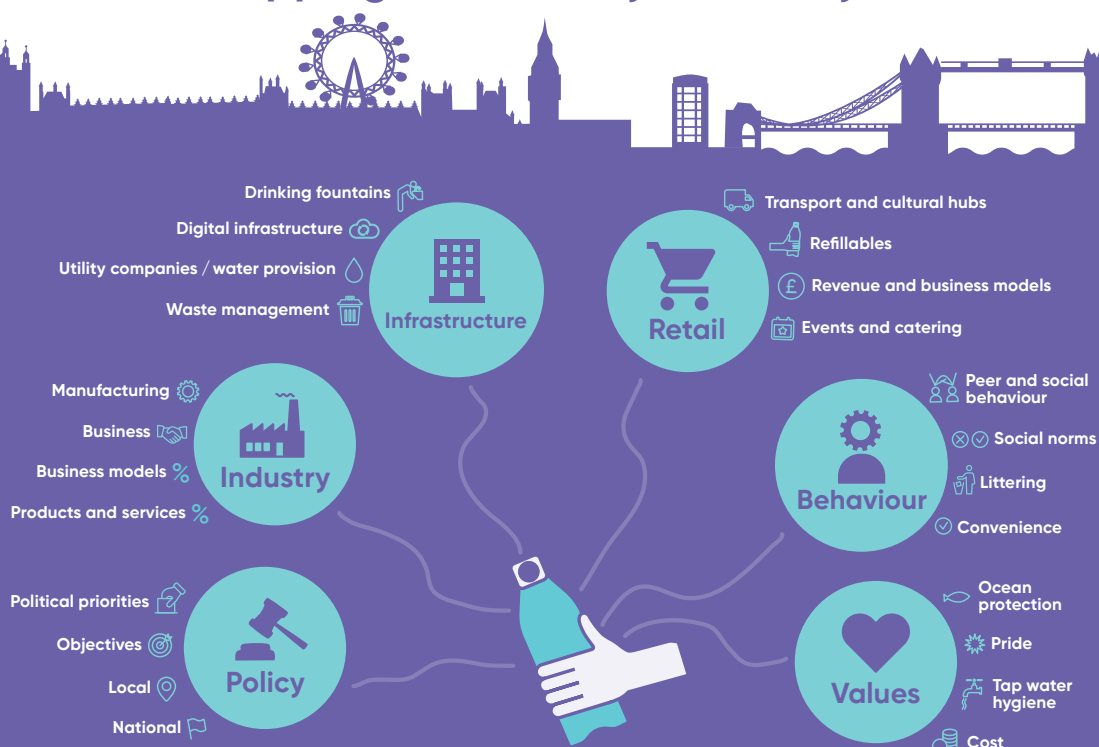 Drinking fountains
Digital infrastructure
Utility companies / water provision
Waste management
Infrastructure
Transport and cultural hubs
Refillables
£
Revenue and business models
Events and catering
Retail
Manufacturing
Business
Business models %
Products and services %
Industry
Peer and social
behaviour
Social norms
Littering
Convenience
Behaviour
Political priorities
Objectives
Local
National
Policy
Ocean
protection
Pride
Tap water
hygiene
Cost
Values